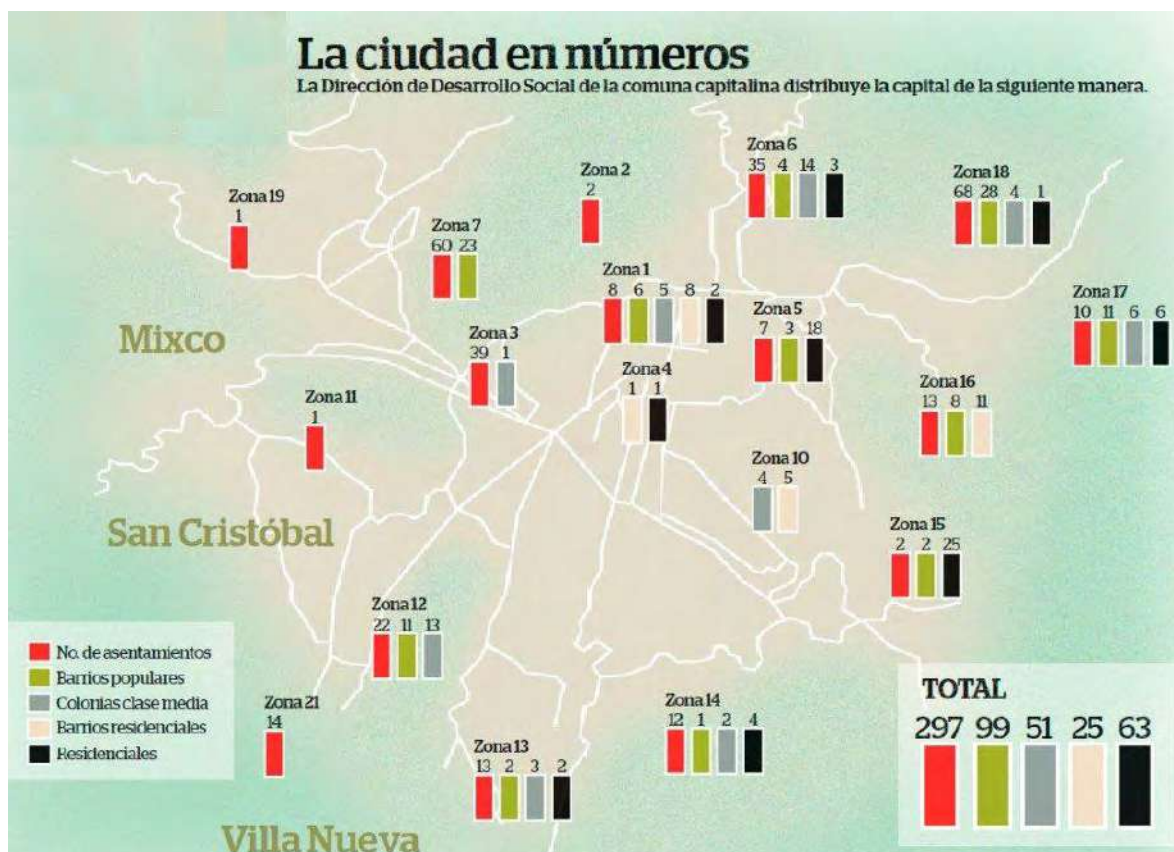 La ciudad en números
La Dirección de Desarrollo Social de la comuna capitalina distribuye la capital de la siguiente manera.
Zona 6
35 4 14 3
Zona 18
68 28 4 1
Zona 2
2
Zona 19
1
Zona 7
60 23
Zona 1
8 6 5 8 2
Zona 17
10 11 6 6
Zona 5
7 3 18
Mixco
Zona 3
39 1
Zona 4
1 1
Zona 16
13 8 11
Zona 11
1
Zona 10
4 5
San Cristóbal
Zona 15
2 2 25
Zona 12
22 11 13
No. de asentamientos
Barrios populares
Colonias clase media
Barrios residenciales
Residenciales
Zona 21
14
Zona 14
12 1 2 4
Zona 13
13 2 3 2
Villa Nueva
TOTAL
297 99 51 25 63